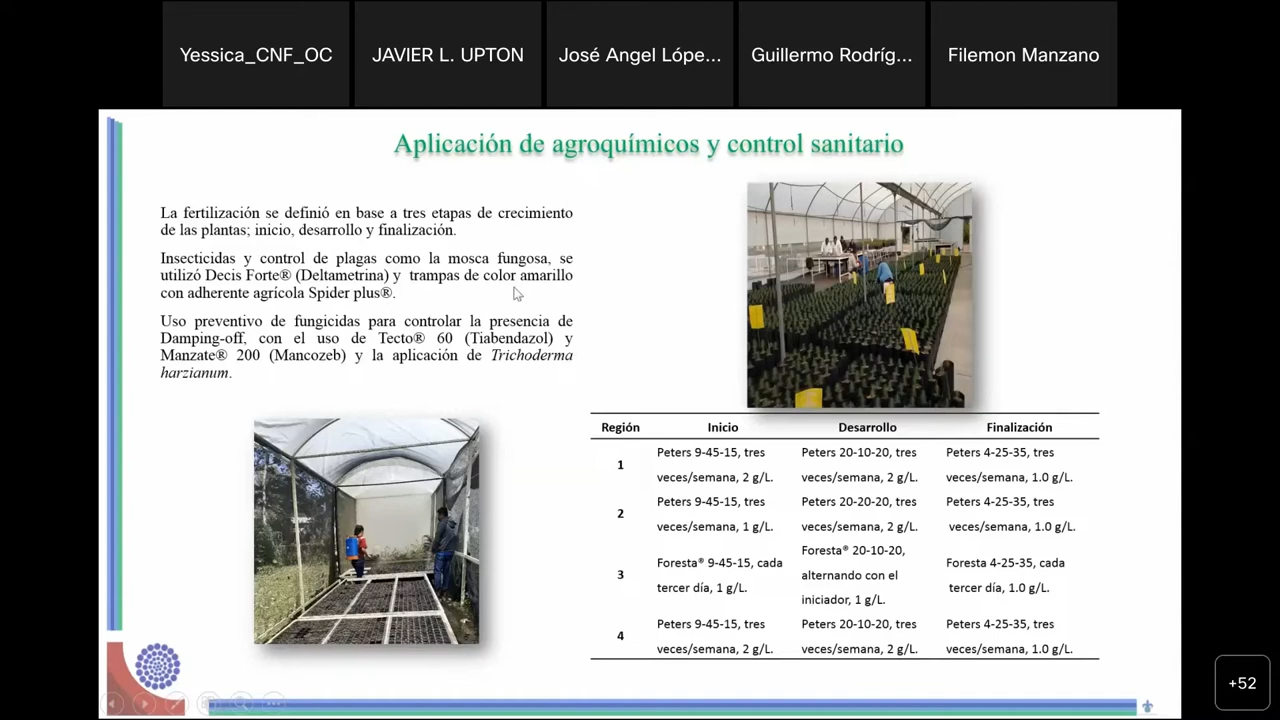 Yessica_CNF_OC
JAVIER L. UPTON
José Angel Lópe...
Guillermo Rodríg...
Filemon Manzano
Aplicación de agroquímicos y control sanitario
La fertilización se definió en base a tres etapas de crecimiento
de las plantas; inicio, desarrollo y finalización.
Insecticidas y control de plagas como la mosca fungosa, se
utilizó Decis Forte® (Deltametrina) y trampas de color amarillo
con adherente agrícola Spider plus®.
Uso preventivo de fungicidas para controlar la presencia de
Damping-off, con el uso de Tecto® 60 (Tiabendazol) y
Manzate® 200 (Mancozeb) y la aplicación de Trichoderma
harzianum.
Región Inicio Desarrollo Finalización
1 Peters 9-45-15, tres veces/semana, 2 g/L. Peters 20-10-20, tres veces/semana, 2 g/L. Peters 4-25-35, tres veces/semana, 1.0 g/L.
2 Peters 9-45-15, tres veces/semana, 1 g/L. Peters 20-20-20, tres veces/semana, 2 g/L. Peters 4-25-35, tres veces/semana, 1.0 g/L.
3 Foresta® 9-45-15, cada tercer día, 1 g/L. Foresta® 20-10-20, alternando con el iniciador, 1 g/L. Foresta 4-25-35, cada tercer día, 1.0 g/L.
4 Peters 9-45-15, tres veces/semana, 2 g/L. Peters 20-10-20, tres veces/semana, 2 g/L. Peters 4-25-35, tres veces/semana, 1.0 g/L.
+52